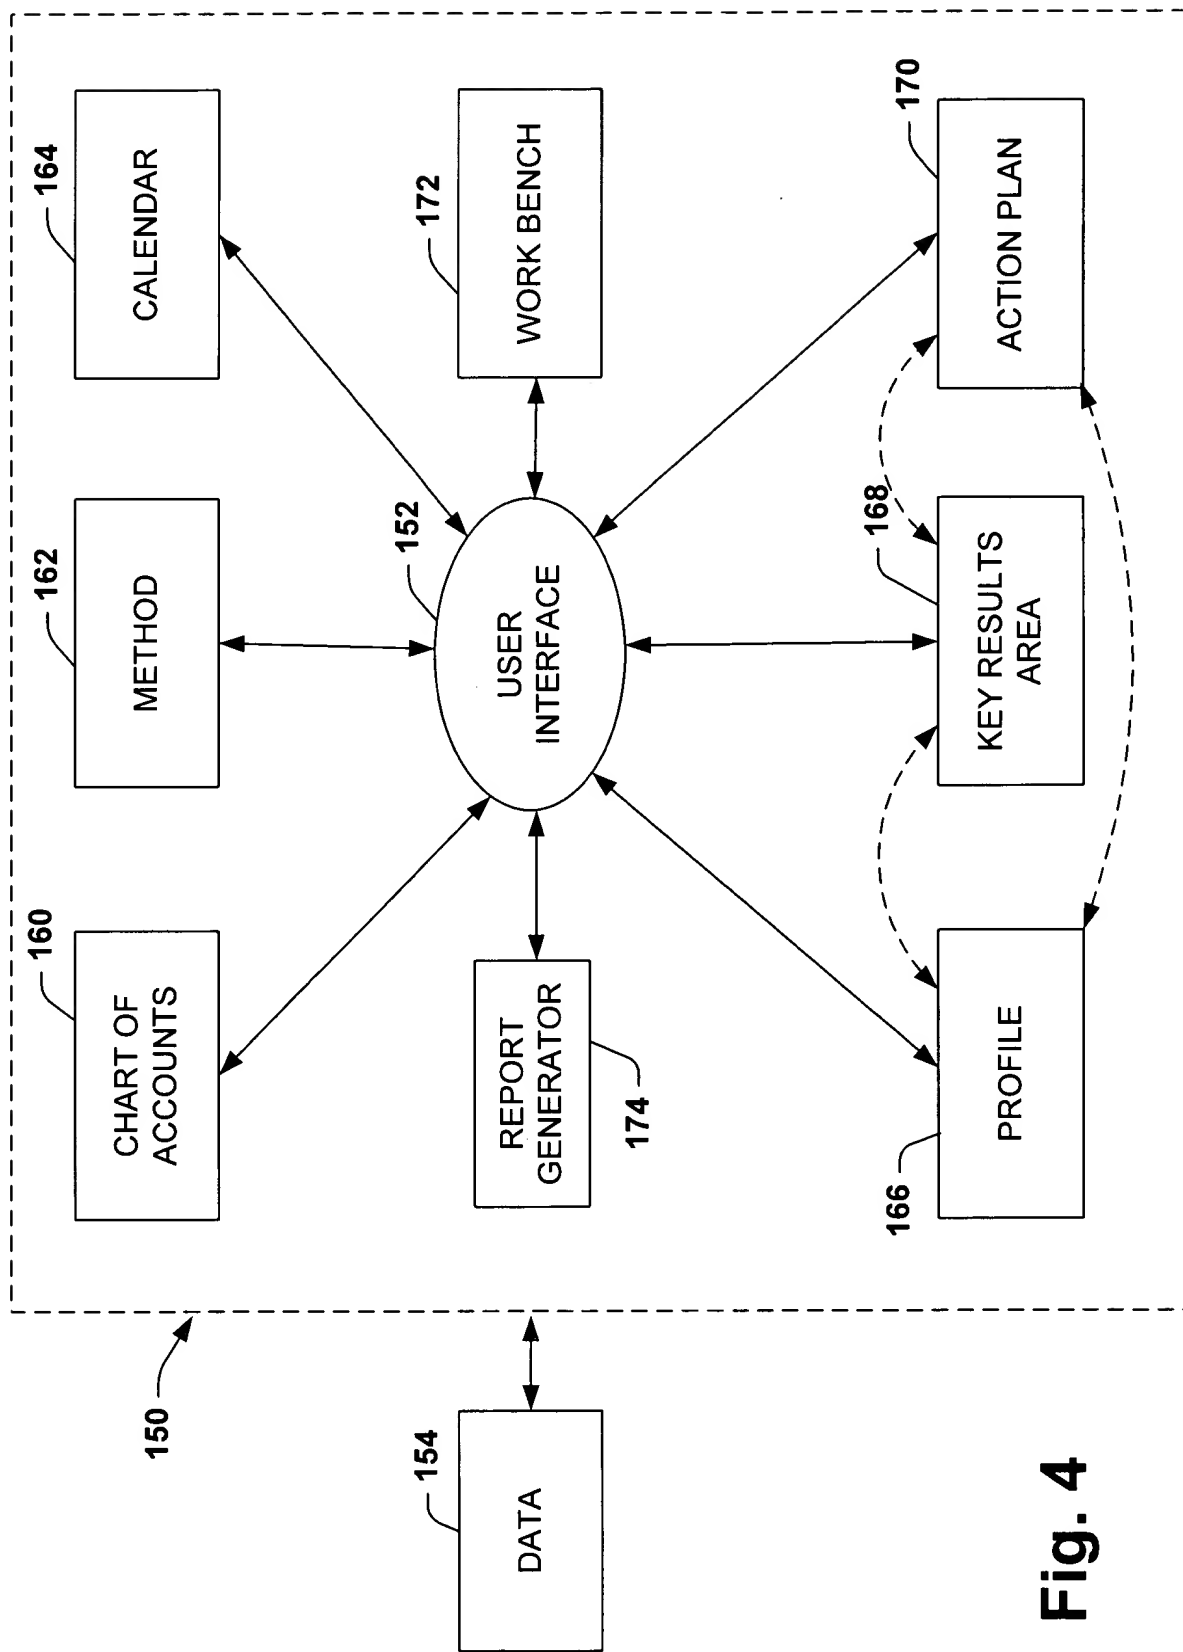 160
162
164
CHART OF
ACCOUNTS
METHOD
CALENDAR
150
152
172
154
DATA
REPORT
GENERATOR
USER
INTERFACE
WORK BENCH
174
166
168
170
PROFILE
KEY RESULTS
AREA
ACTION PLAN
Fig. 4